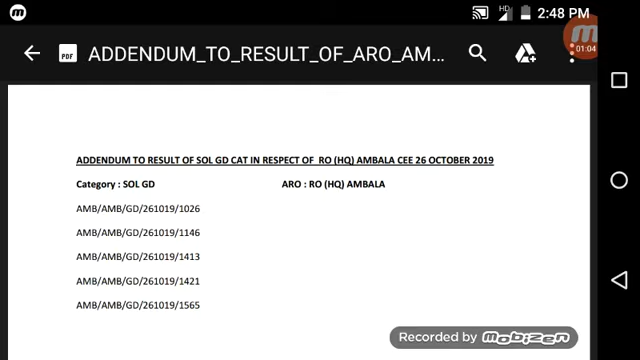 HD 2:48 PM
PDF ADDENDUM_TO_RESULT_OF_ARO_AM...
01:04
ADDENDUM TO RESULT OF SOL GD CAT IN RESPECT OF RO (HQ) AMBALA CEE 26 OCTOBER 2019
Category : SOL GD ARO : RO (HQ) AMBALA
AMB/AMB/GD/261019/1026
AMB/AMB/GD/261019/1146
AMB/AMB/GD/261019/1413
AMB/AMB/GD/261019/1421
AMB/AMB/GD/261019/1565
Recorded by mobizen